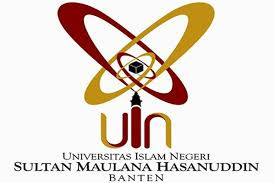 uin
UNIVERSITAS ISLAM NEGERI
SULTAN MAULANA HASANUDDIN
BANTEN